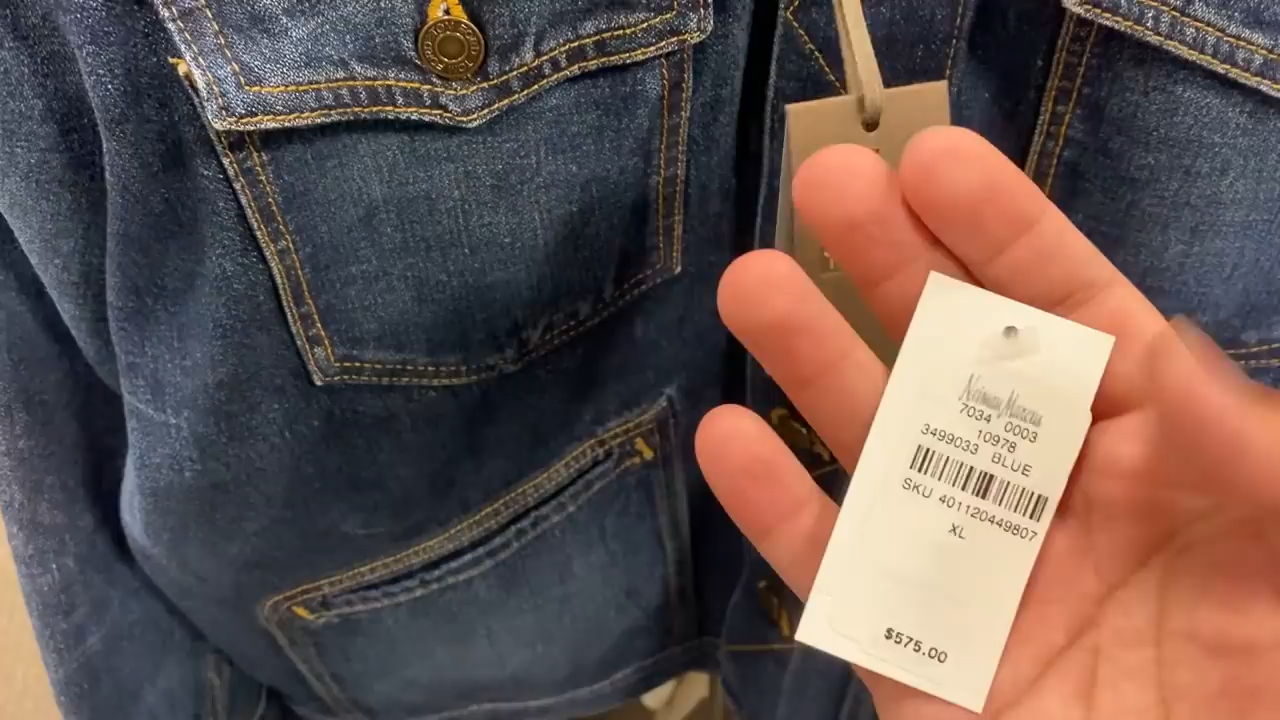 Neiman Marcus
7034 0003
10978
3499033 BLUE
SKU 401120449807
XL
$575.00